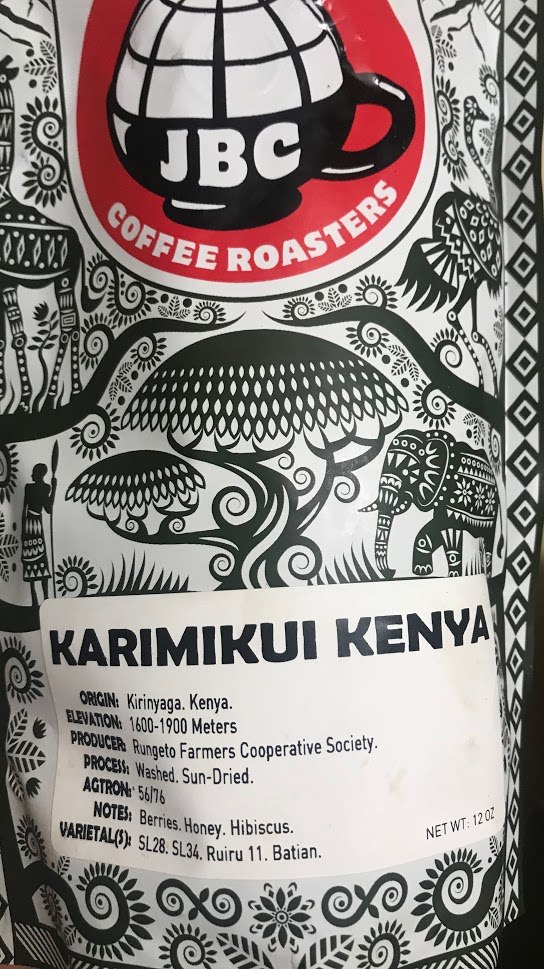 JBC
COFFEE ROASTERS
KARIMIKUI KENYA
ORIGIN: Kirinyaga, Kenya.
ELEVATION: 1600-1900 Meters
PRODUCER: Rungeto Farmers Cooperative Society.
PROCESS: Washed. Sun-Dried.
AGTRON: 56/76
NOTES: Berries. Honey. Hibiscus.
VARIETAL(S): SL28. SL34. Ruiru 11. Batian.
NET WT: 12 OZ